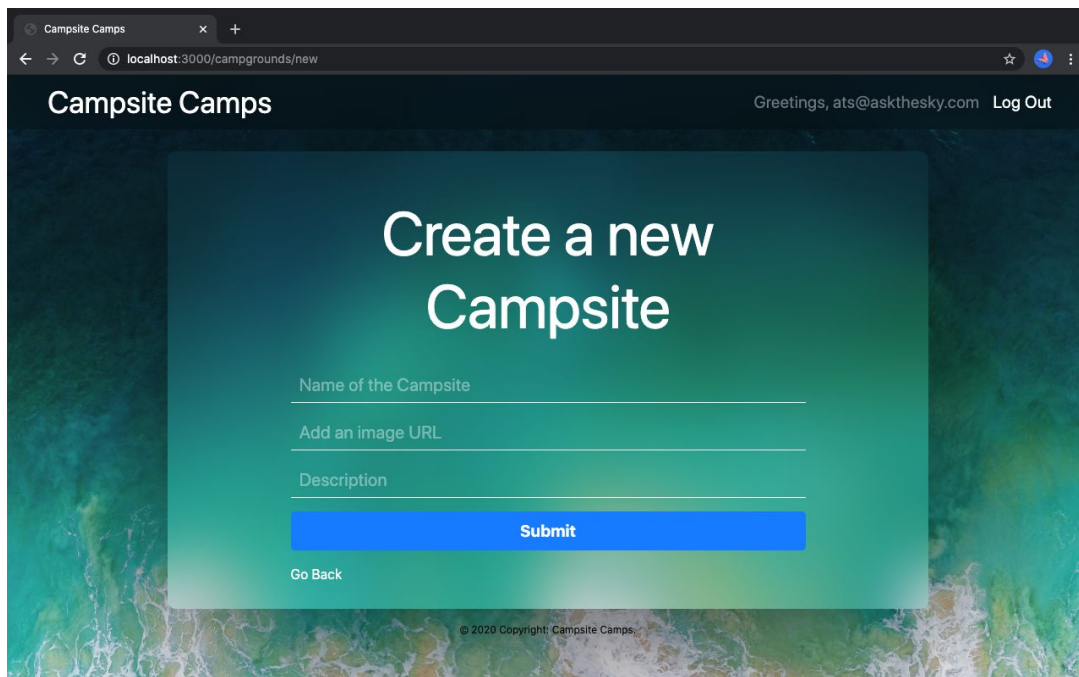 Campsite Camps
localhost:3000/campgrounds/new
Campsite Camps
Greetings, ats@askthesky.com Log Out
Create a new
Campsite
Name of the Campsite
Add an image URL
Description
Submit
Go Back
© 2020 Copyright: Campsite Camps.